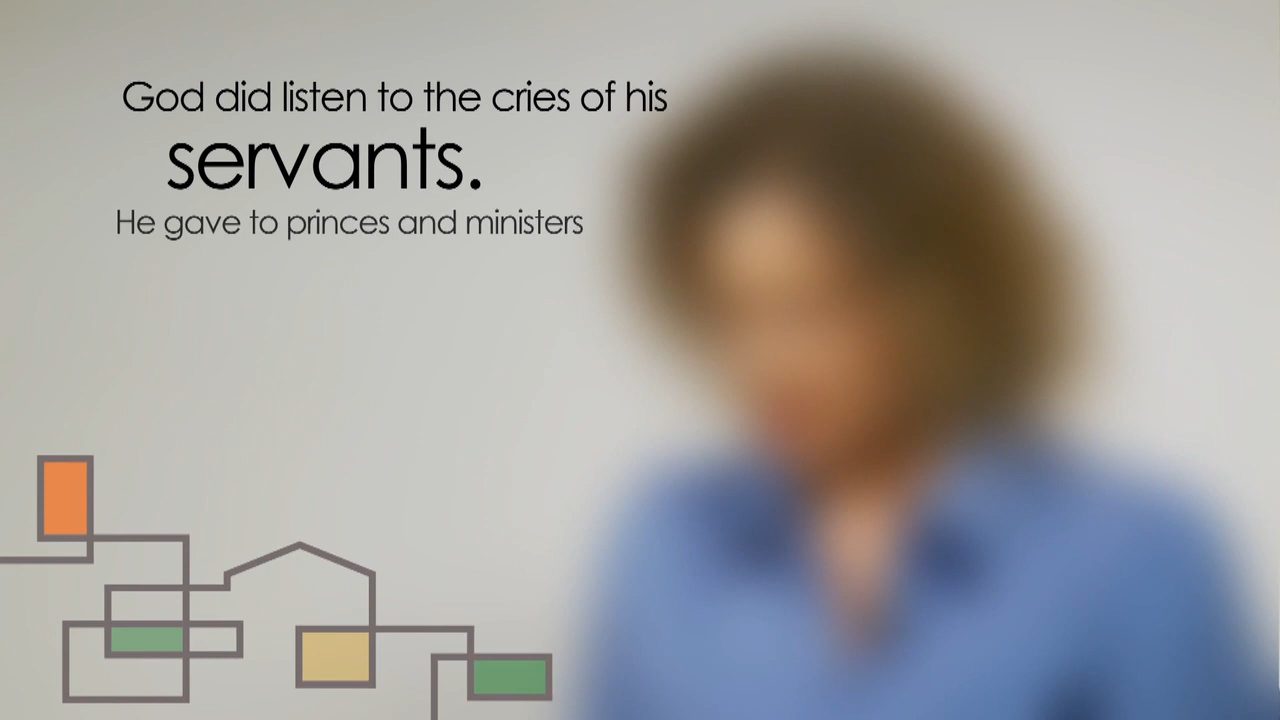 God did listen to the cries of his
servants.
He gave to princes and ministers